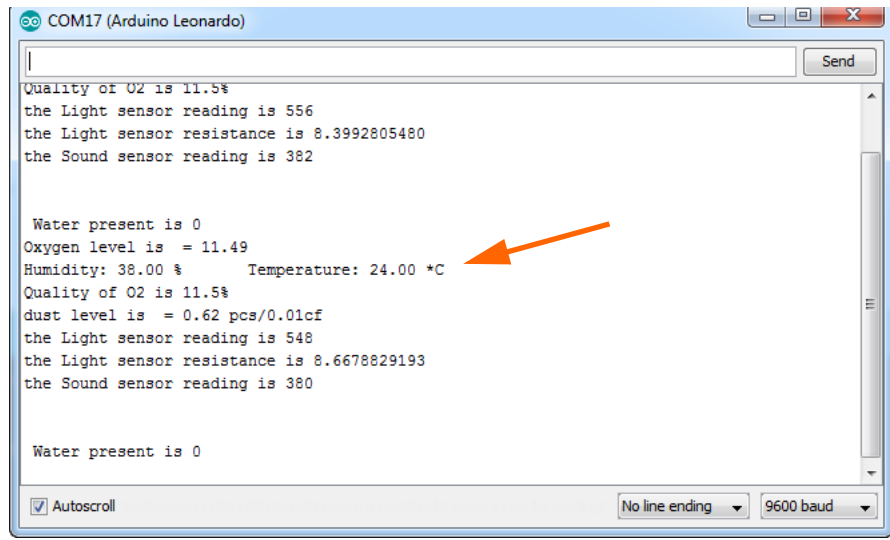 COM17 (Arduino Leonardo)
Send
Quality of O2 is 11.5%
the Light sensor reading is 556
the Light sensor resistance is 8.3992805480
the Sound sensor reading is 382
Water present is 0
Oxygen level is  = 11.49
Humidity: 38.00 %        Temperature: 24.00 *C
Quality of O2 is 11.5%
dust level is  = 0.62 pcs/0.01cf
the Light sensor reading is 548
the Light sensor resistance is 8.6678829193
the Sound sensor reading is 380
Water present is 0
Autoscroll No line ending 9600 baud